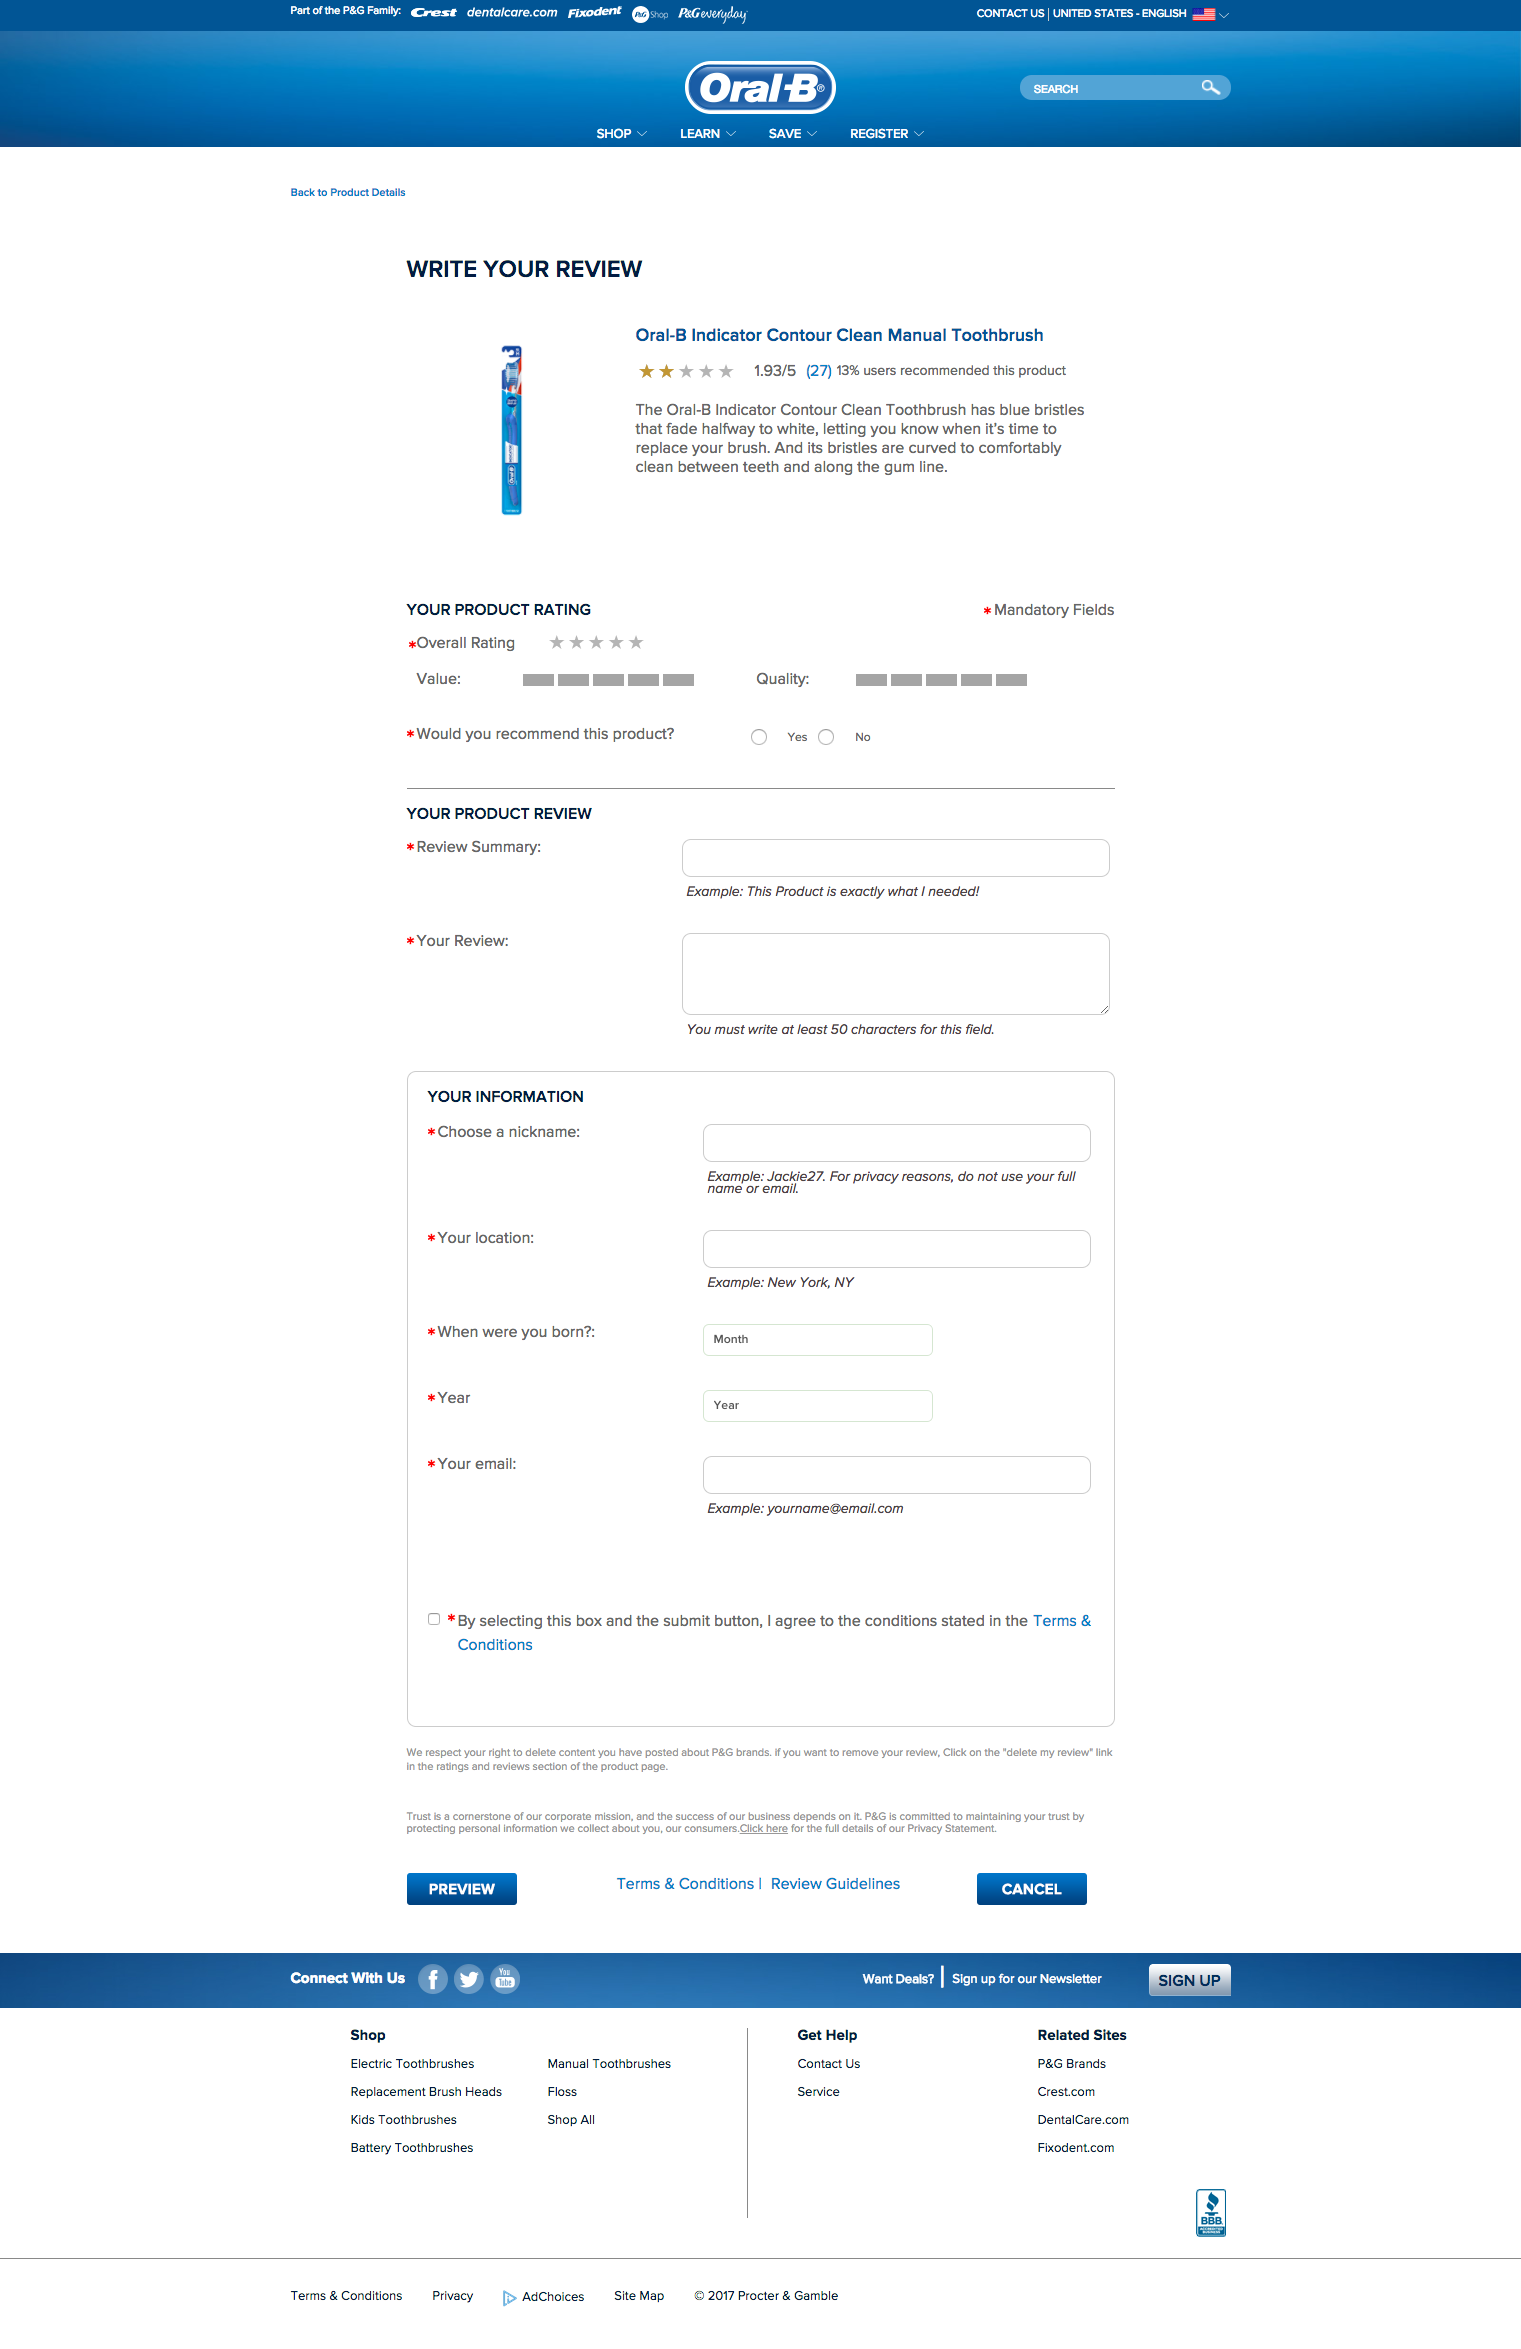 Part of the P&G Family: Crest dentalcare.com Fixodent P&G Shop P&G everyday
CONTACT US | UNITED STATES - ENGLISH
Oral-B®
SEARCH
SHOP LEARN SAVE REGISTER
Back to Product Details
WRITE YOUR REVIEW
Oral-B Indicator Contour Clean Manual Toothbrush
1.93/5 (27) 13% users recommended this product
The Oral-B Indicator Contour Clean Toothbrush has blue bristles
that fade halfway to white, letting you know when it's time to
replace your brush. And its bristles are curved to comfortably
clean between teeth and along the gum line.
Oral-B
YOUR PRODUCT RATING
* Mandatory Fields
*Overall Rating
Value:
Quality:
*Would you recommend this product?
Yes No
YOUR PRODUCT REVIEW
*Review Summary:
Example: This Product is exactly what I needed!
*Your Review:
You must write at least 50 characters for this field.
YOUR INFORMATION
*Choose a nickname:
Example: Jackie27. For privacy reasons, do not use your full
name or email.
*Your location:
Example: New York, NY
*When were you born?:
Month
*Year
Year
*Your email:
Example: yourname@email.com
*By selecting this box and the submit button, I agree to the conditions stated in the Terms &
Conditions
We respect your right to delete content you have posted about P&G brands. if you want to remove your review, Click on the "delete my review" link
in the ratings and reviews section of the product page.
Trust is a cornerstone of our corporate mission, and the success of our business depends on it. P&G is committed to maintaining your trust by
protecting personal information we collect about you, our consumers.Click here for the full details of our Privacy Statement.
PREVIEW
Terms & Conditions | Review Guidelines
CANCEL
Connect With Us
You
Tube
Want Deals? | Sign up for our Newsletter
SIGN UP
Shop
Electric Toothbrushes
Replacement Brush Heads
Kids Toothbrushes
Battery Toothbrushes
Manual Toothbrushes
Floss
Shop All
Get Help
Contact Us
Service
Related Sites
P&G Brands
Crest.com
DentalCare.com
Fixodent.com
BBB.
ACCREDITED
BUSINESS
Terms & Conditions Privacy AdChoices Site Map © 2017 Procter & Gamble